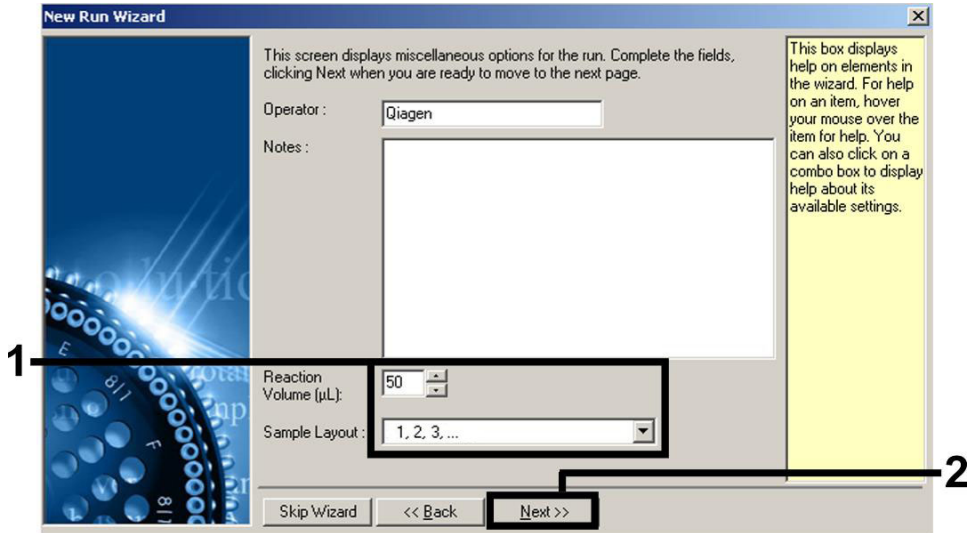 New Run Wizard
This screen displays miscellaneous options for the run. Complete the fields,
clicking Next when you are ready to move to the next page.
Operator :
Qiagen
Notes :
Reaction
Volume (µL):
50
Sample Layout :
1, 2, 3, ...
Skip Wizard
<< Back
Next >>
This box displays
help on elements in
the wizard. For help
on an item, hover
your mouse over the
item for help. You
can also click on a
combo box to display
help about its
available settings.
1
2
E
8/1
F
8/1